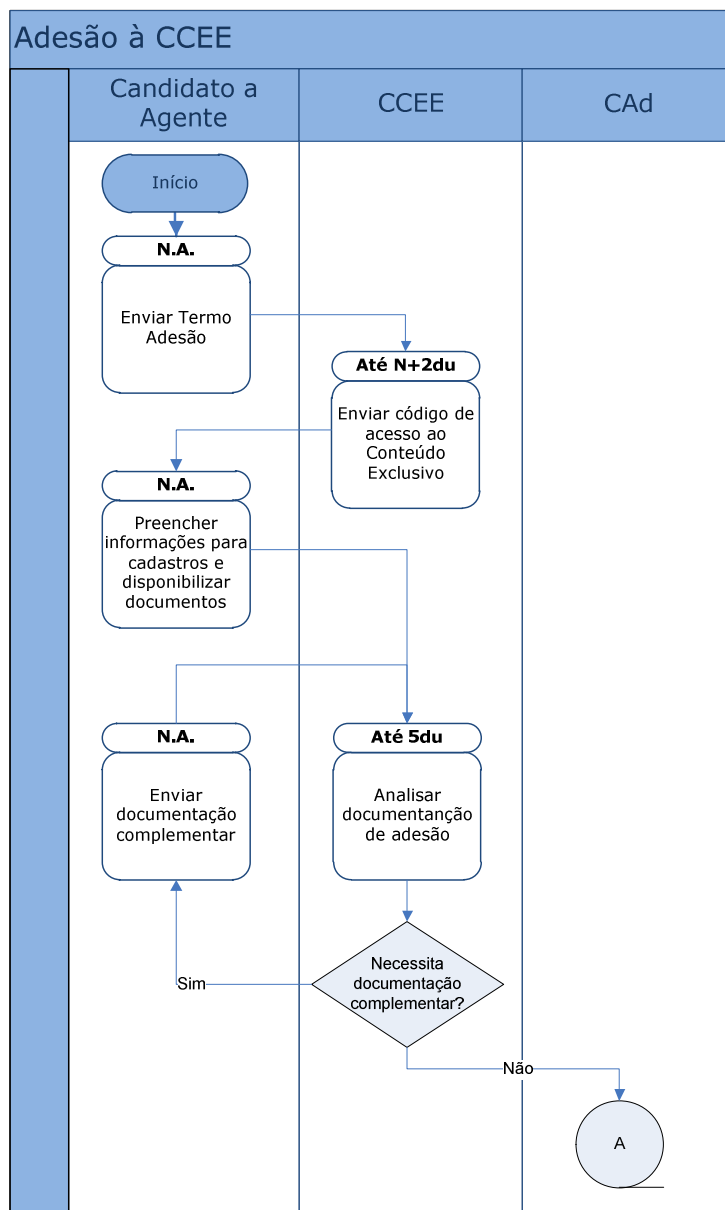 Adesão à CCEE
Candidato a
Agente
CCEE
CAd
Início
N.A.
Enviar Termo
Adesão
Até N+2du
Enviar código de
acesso ao
Conteúdo
Exclusivo
N.A.
Preencher
informações para
cadastros e
disponibilizar
documentos
N.A.
Enviar
documentação
complementar
Até 5du
Analisar
documentanção
de adesão
Necessita
documentação
complementar?
Sim
Não
A